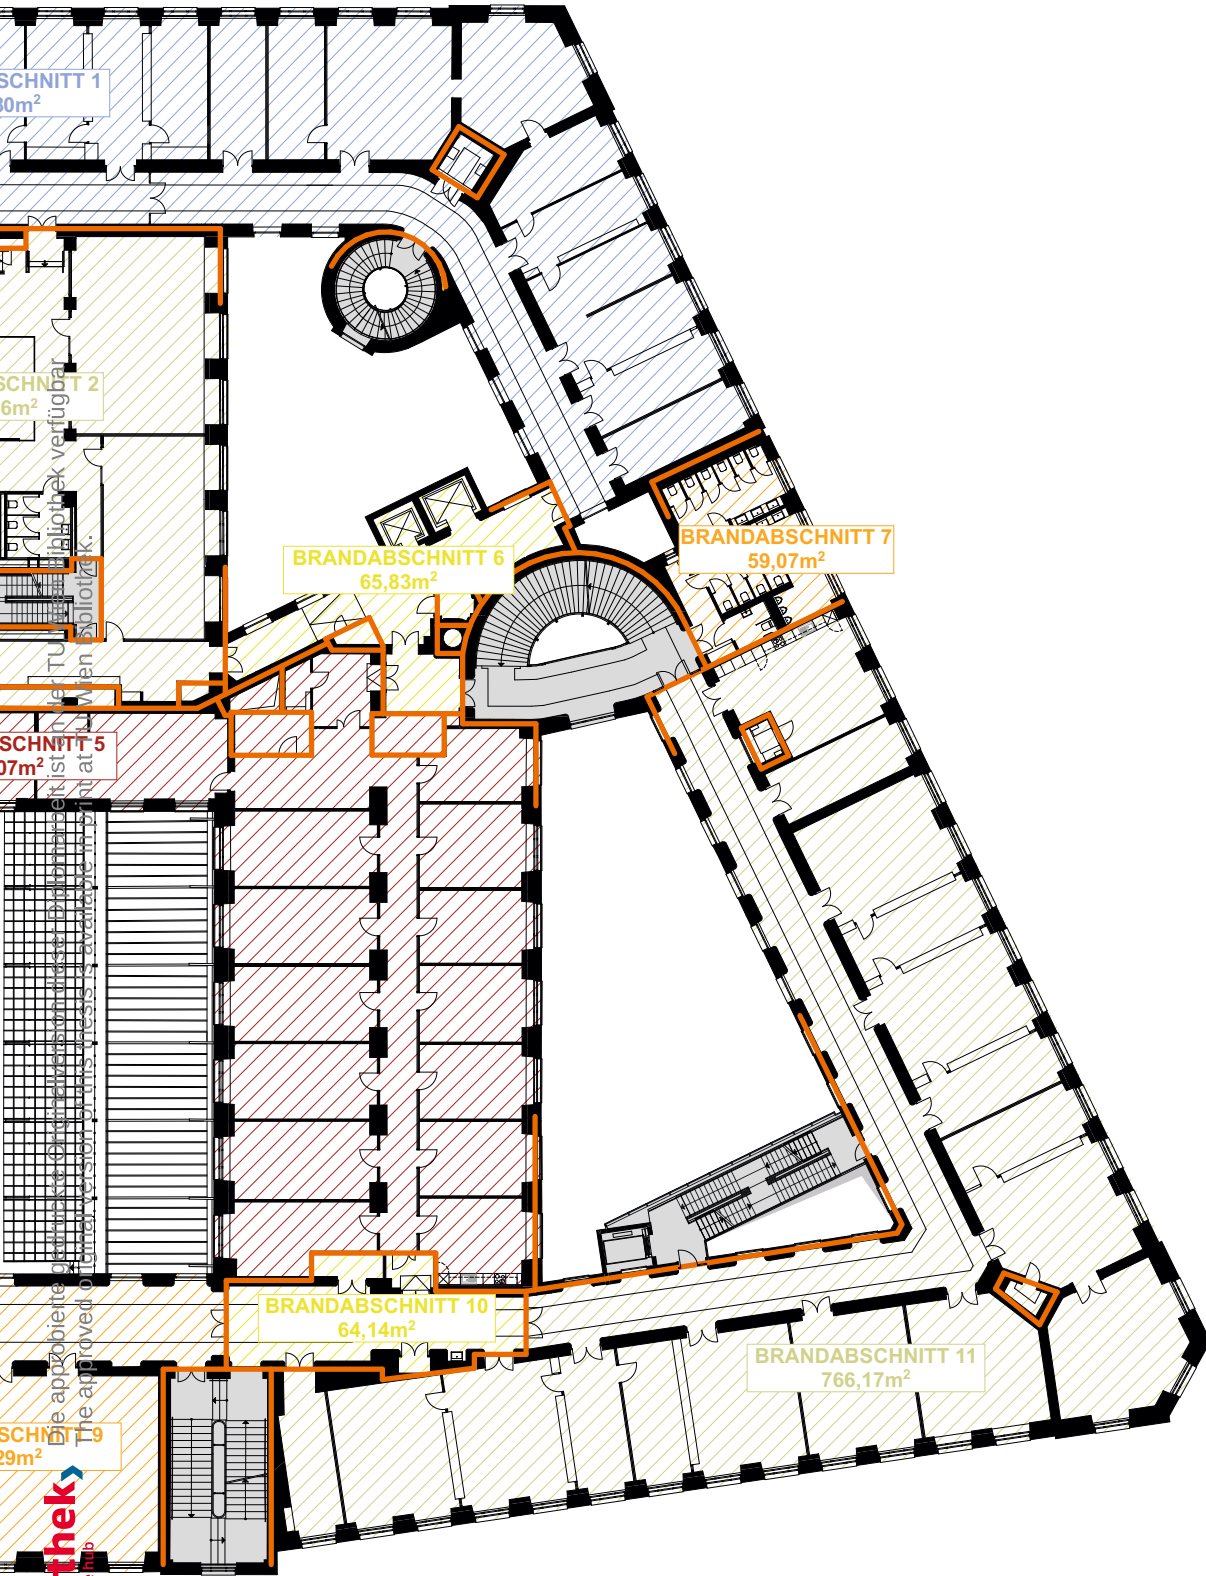 SCHNITT 1
80m²
SCHNITT 2
6m²
BRANDABSCHNITT 6
65,83m²
BRANDABSCHNITT 7
59,07m²
SCHNITT 5
07m²
BRANDABSCHNITT 10
64,14m²
BRANDABSCHNITT 11
766,17m²
SCHNITT 9
29m²
Die approbierte gedruckte Originalversion dieser Diplomarbeit ist an der TU Wien Bibliothek verfügbar
The approved original version of this thesis is available in print at TU Wien Bibliothek.
thek
hub